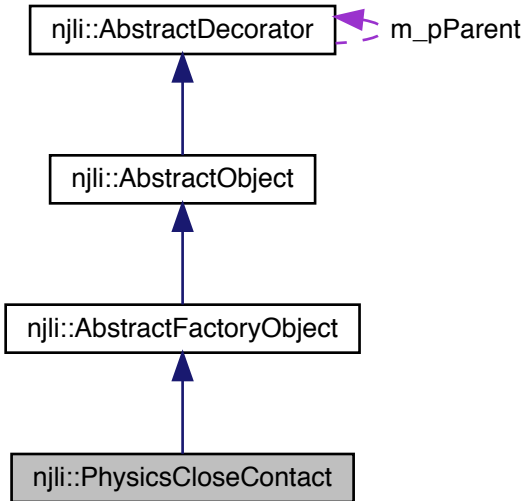 njli::AbstractDecorator
m_pParent
njli::AbstractObject
njli::AbstractFactoryObject
njli::PhysicsCloseContact